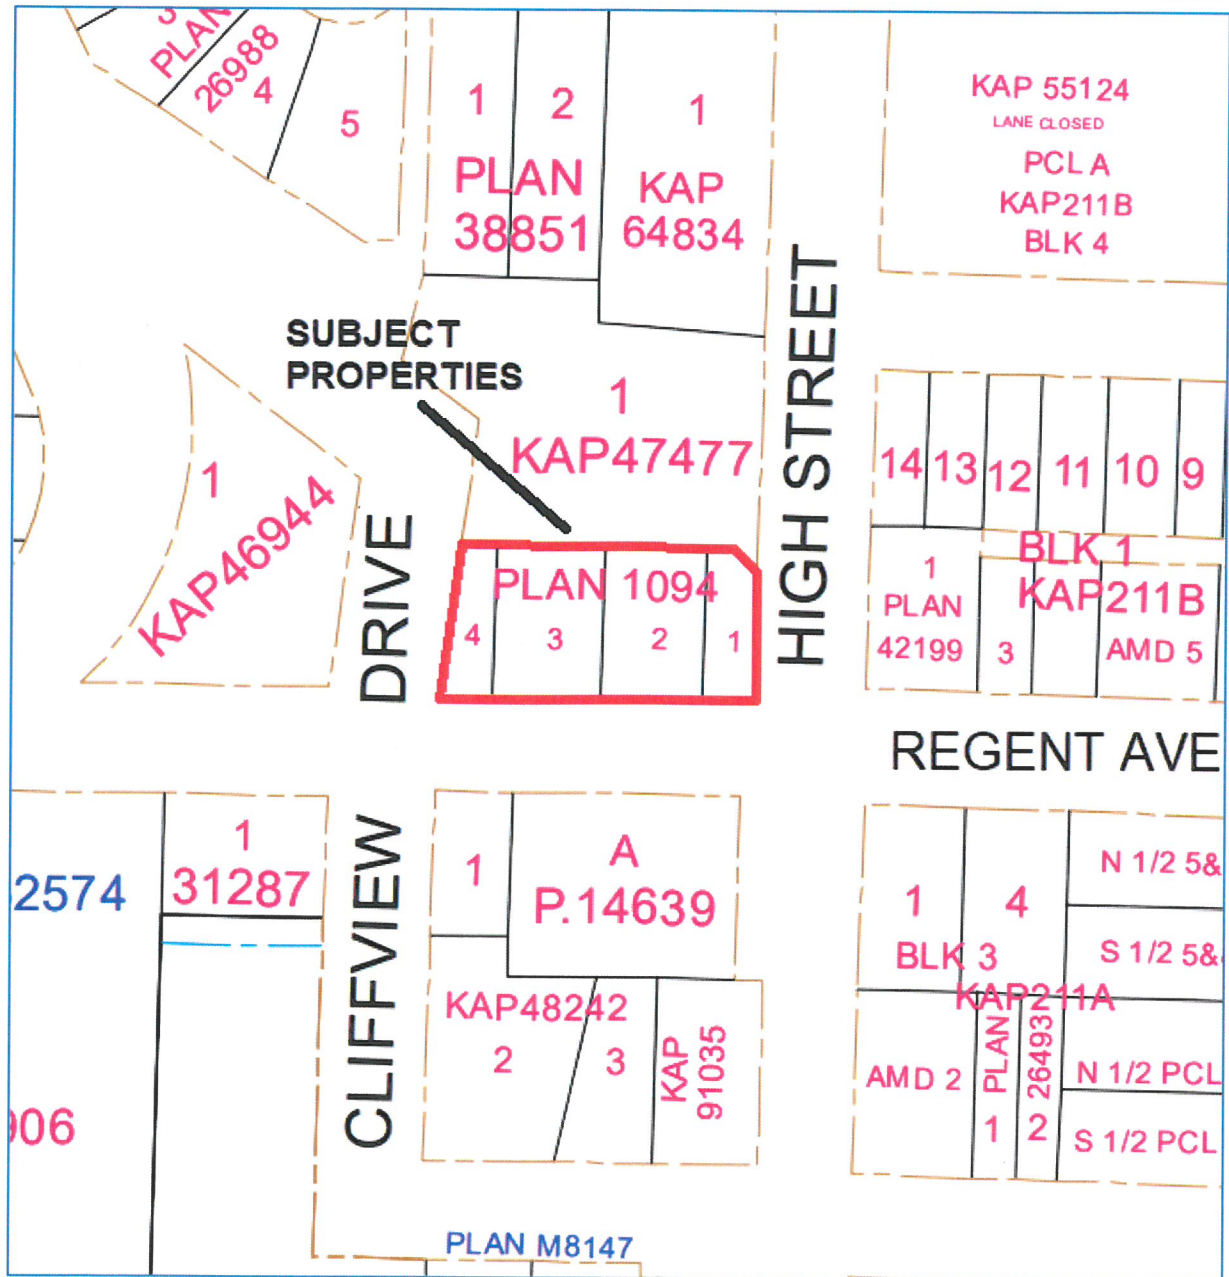 3
PLAN
26988
4
5
1
2
PLAN
38851
1
KAP
64834
KAP 55124
LANE CLOSED
PCL A
KAP211B
BLK 4
SUBJECT
PROPERTIES
1
KAP47477
HIGH STREET
1
KAP46944
DRIVE
PLAN 1094
4
3
2
1
14
13
12
11
10
9
BLK 1
KAP211B
1
PLAN
42199
3
AMD 5
REGENT AVE
CLIFFVIEW
1
31287
2574
906
1
A
P.14639
KAP48242
2
3
KAP
91035
1
4
BLK 3
KAP211A
N 1/2 5&
S 1/2 5&
AMD 2
PLAN
26493
1
2
N 1/2 PCL
S 1/2 PCL
PLAN M8147